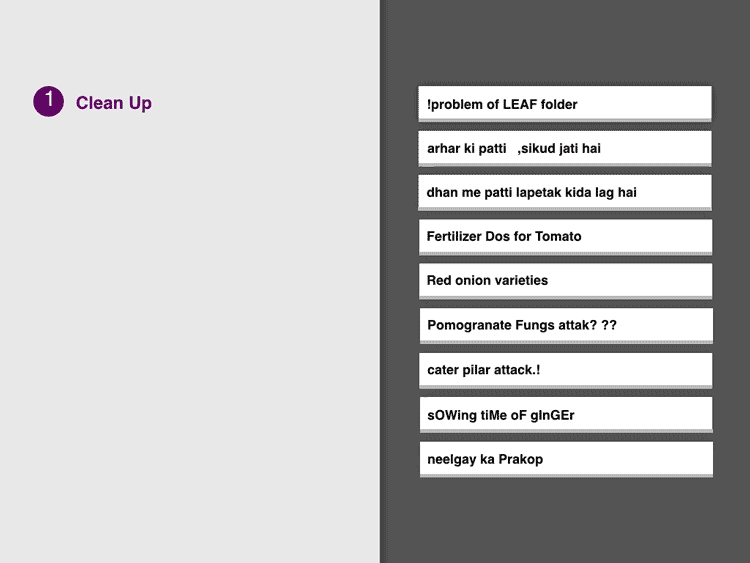 1 Clean Up
!problem of LEAF folder
arhar ki patti ,sikud jati hai
dhan me patti lapetak kida lag hai
Fertilizer Dos for Tomato
Red onion varieties
Pomogranate Fungs attak? ??
cater pilar attack.!
sOWing tiMe oF gInGEr
neelgay ka Prakop